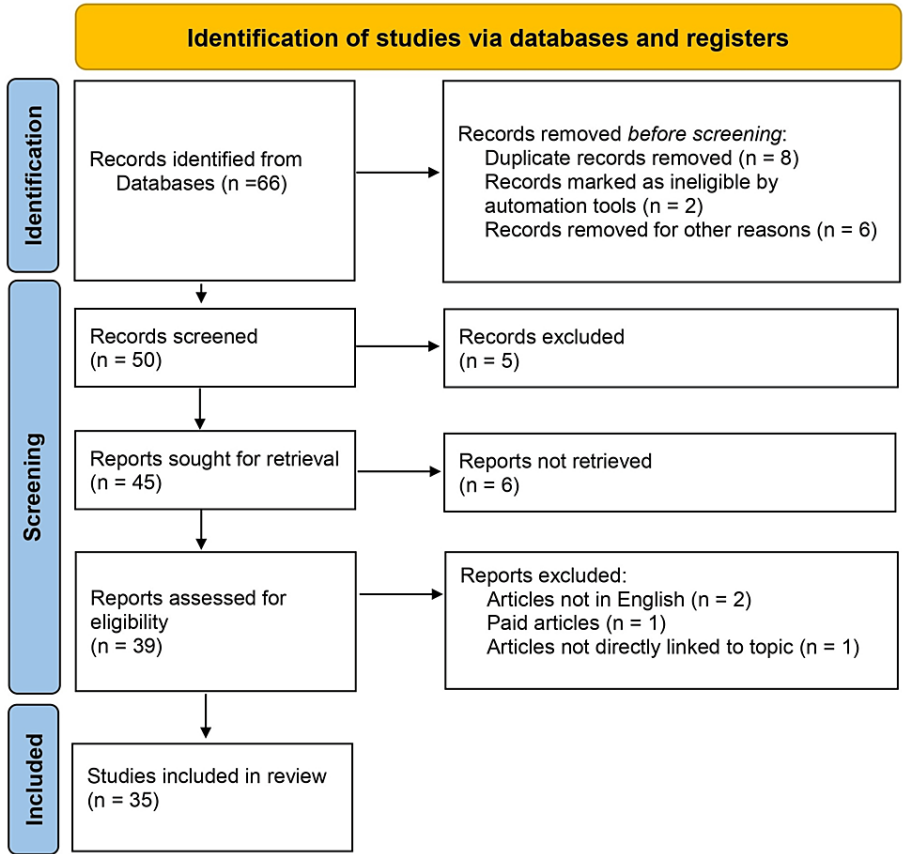 Identification of studies via databases and registers
Identification
Records identified from
Databases (n =66)
Records removed before screening:
Duplicate records removed (n = 8)
Records marked as ineligible by
automation tools (n = 2)
Records removed for other reasons (n = 6)
Screening
Records screened
(n = 50)
Records excluded
(n = 5)
Reports sought for retrieval
(n = 45)
Reports not retrieved
(n = 6)
Reports assessed for
eligibility
(n = 39)
Reports excluded:
Articles not in English (n = 2)
Paid articles (n = 1)
Articles not directly linked to topic (n = 1)
Included
Studies included in review
(n = 35)